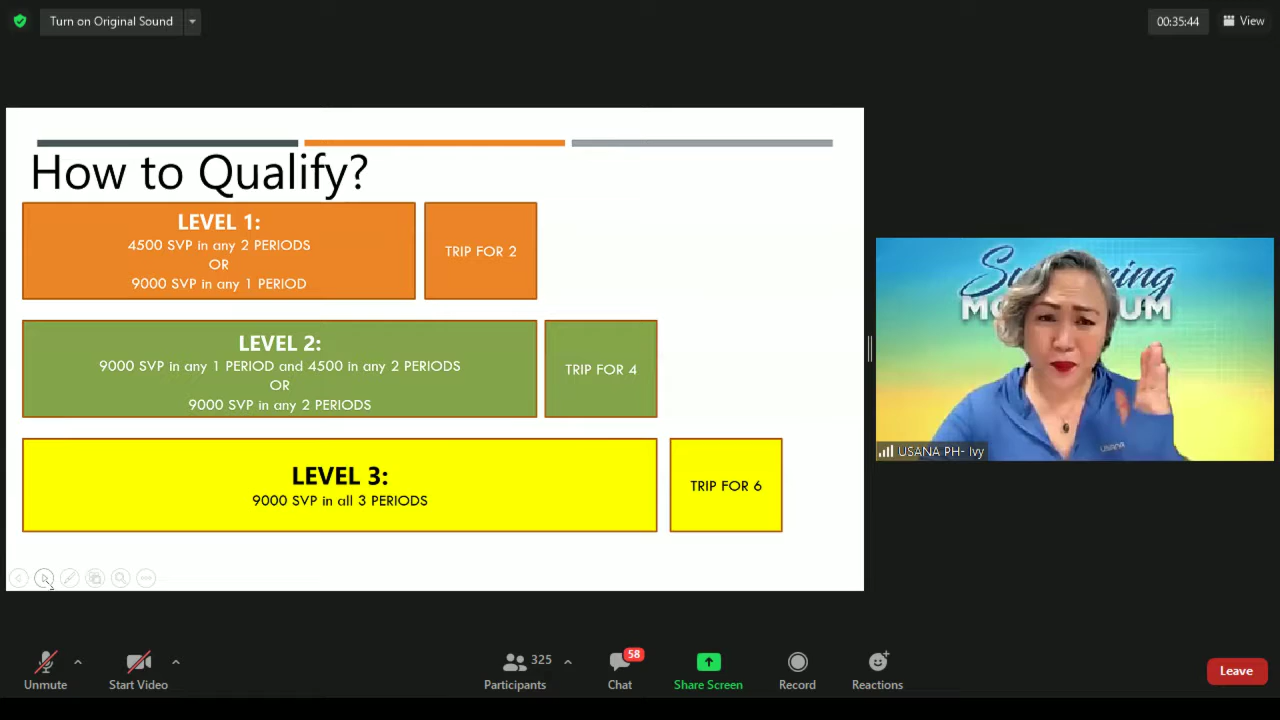 Turn on Original Sound
00:35:44
View
How to Qualify?
LEVEL 1:
4500 SVP in any 2 PERIODS
OR
9000 SVP in any 1 PERIOD
TRIP FOR 2
LEVEL 2:
9000 SVP in any 1 PERIOD and 4500 in any 2 PERIODS
OR
9000 SVP in any 2 PERIODS
TRIP FOR 4
LEVEL 3:
9000 SVP in all 3 PERIODS
TRIP FOR 6
USANA
USANA PH- Ivy
Unmute
Start Video
325
Participants
58
Chat
Share Screen
Record
Reactions
Leave